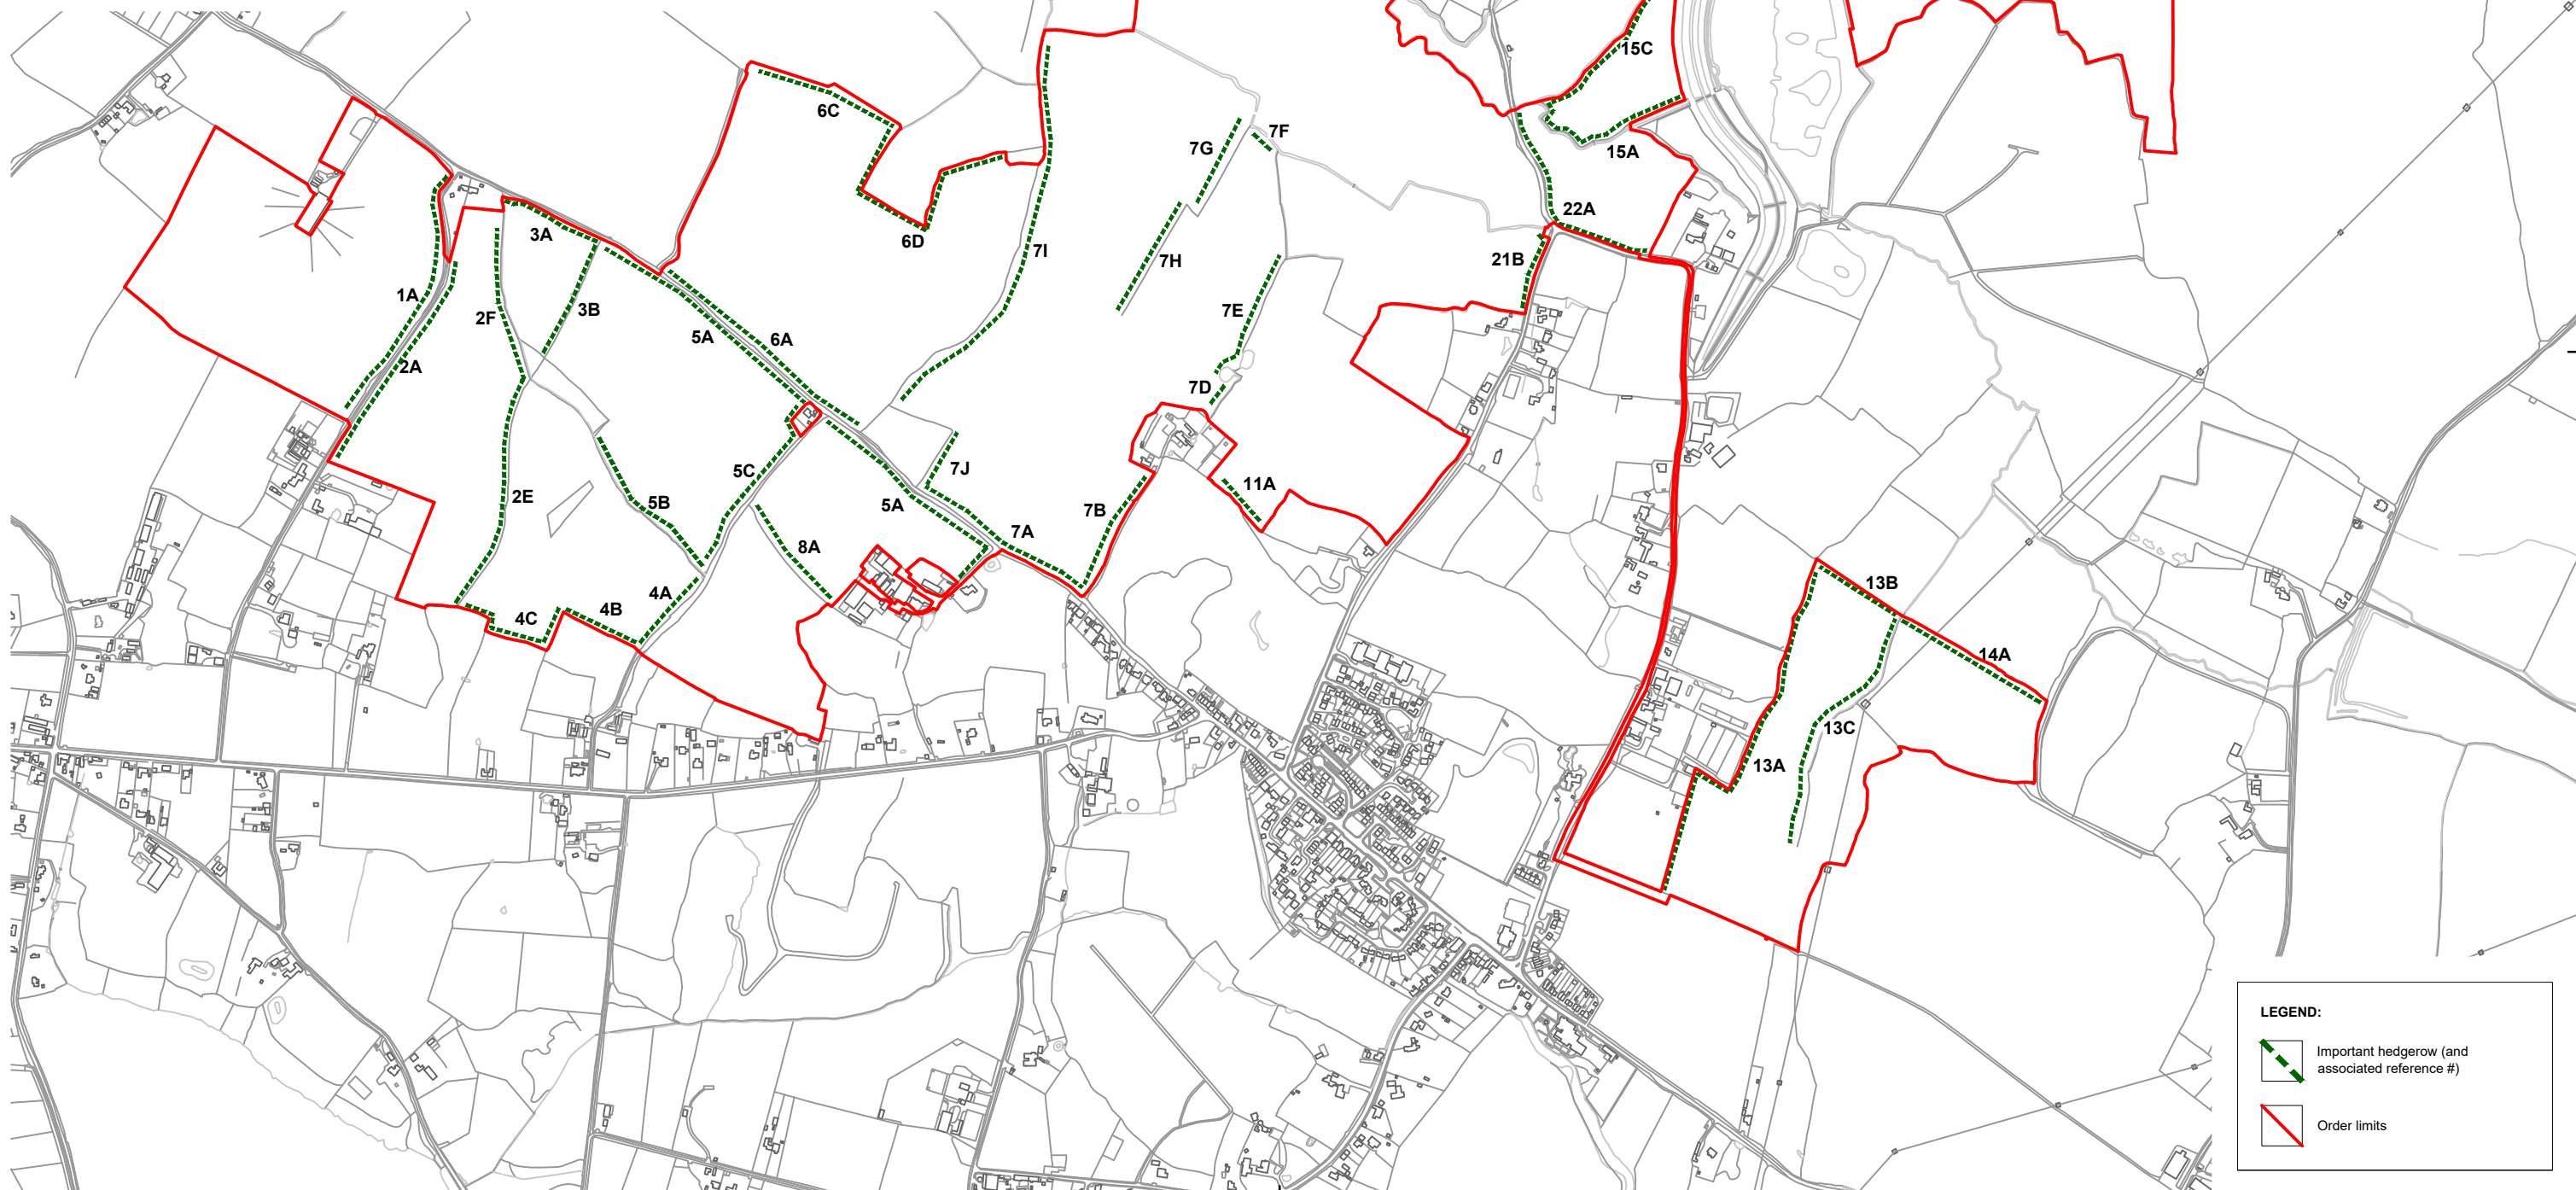 15C
6C
7F
7G
15A
22A
3A
6D
7I
21B
7H
1A
3B
7E
2F
5A
6A
2A
7D
5C
7J
11A
2E
5B
5A
7B
7A
8A
13B
4A
4B
4C
14A
13C
13A
LEGEND:
Important hedgerow (and
associated reference #)
Order limits